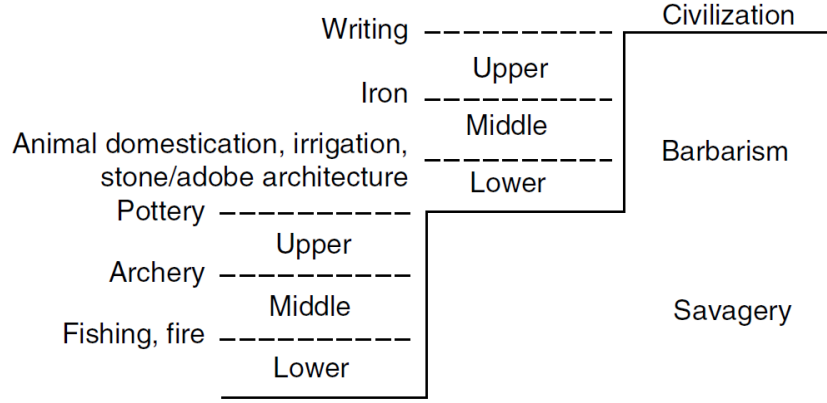 Civilization
Writing
Upper
Iron
Middle
Animal domestication, irrigation,
stone/adobe architecture
Barbarism
Lower
Pottery
Upper
Archery
Middle
Savagery
Fishing, fire
Lower